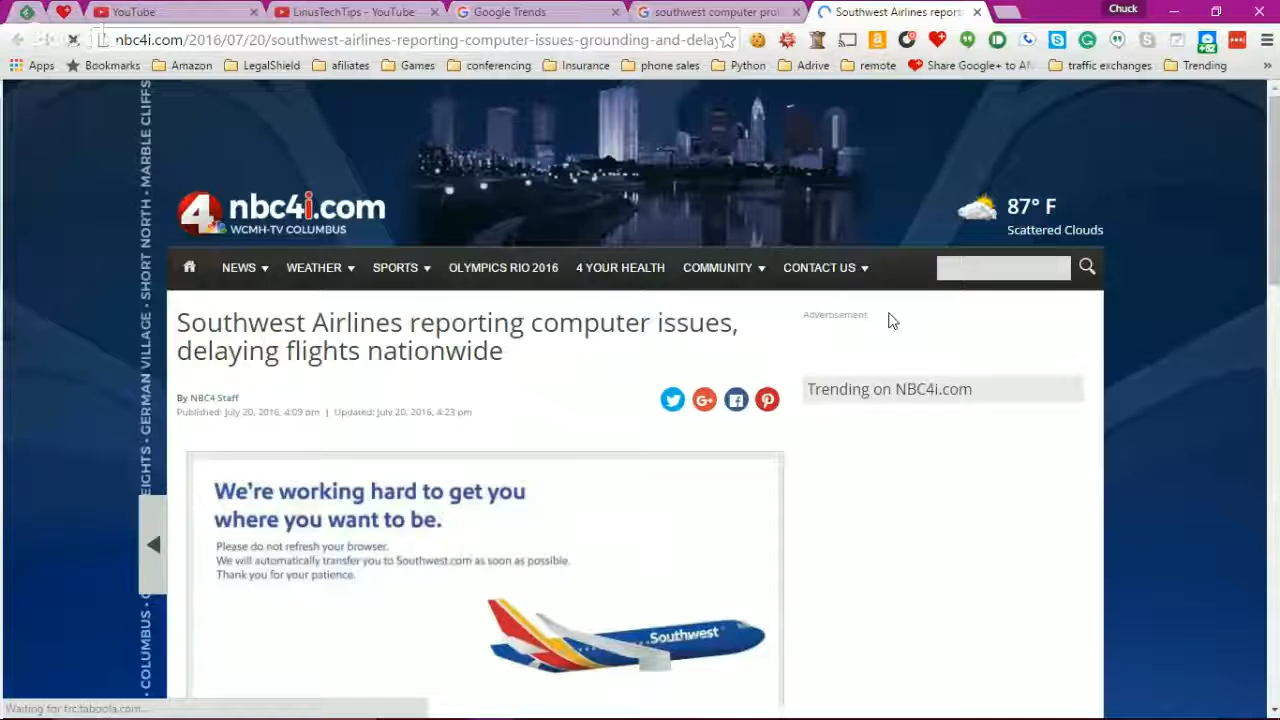 YouTube
LinusTechTips - YouTube
Google Trends
southwest computer prol
Southwest Airlines report
Chuck
nbc4i.com/2016/07/20/southwest-airlines-reporting-computer-issues-grounding-and-dela
Apps Bookmarks Amazon LegalShield afiliates Games conferencing Insurance phone sales Python Adrive remote Share Google+ to traffic exchanges Trending »
+52
COLUMBUS · GERMAN VILLAGE · SHORT NORTH · MARBLE CLIFFS
4 nbc4i.com
WCMH-TV COLUMBUS
87° F
Scattered Clouds
NEWS WEATHER SPORTS OLYMPICS RIO 2016 4 YOUR HEALTH COMMUNITY CONTACT US
Southwest Airlines reporting computer issues,
delaying flights nationwide
Advertisement
Trending on NBC4i.com
By NBC4 Staff
Published: July 20, 2016, 4:09 pm | Updated: July 20, 2016, 4:23 pm
We're working hard to get you
where you want to be.
Please do not refresh your browser.
We will automatically transfer you to Southwest.com as soon as possible.
Thank you for your patience.
Southwest
Waiting for trc.taboola.com...